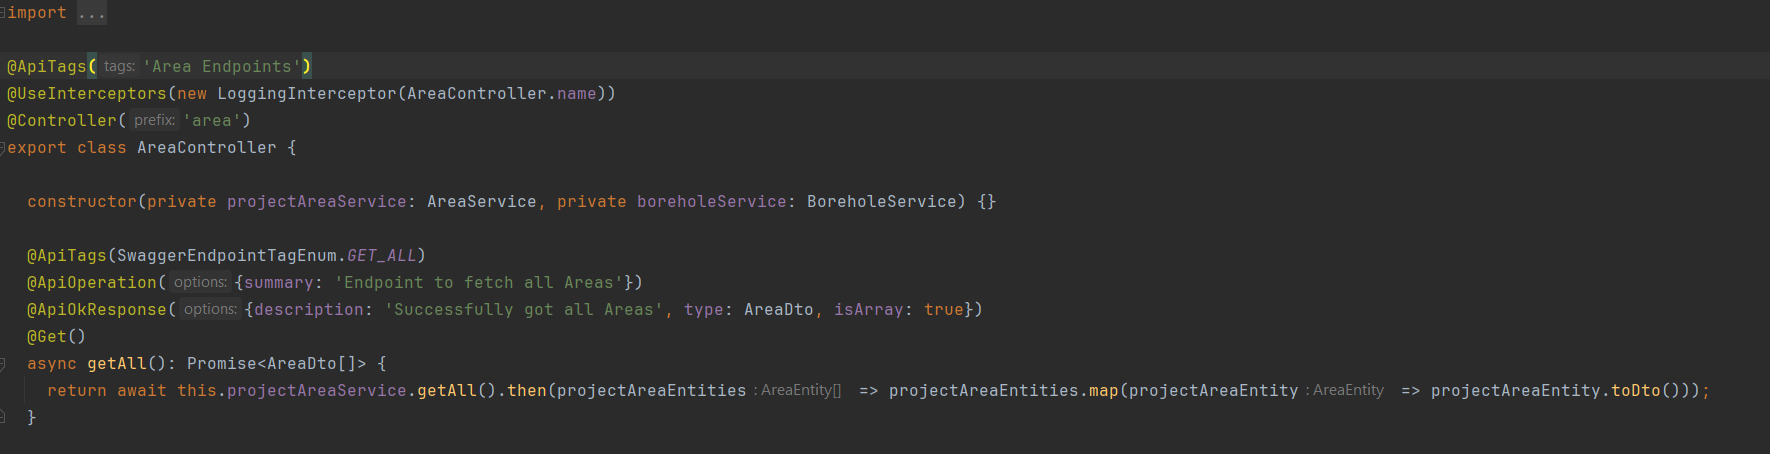 import ...
@ApiTags( tags: 'Area Endpoints')
@UseInterceptors(new LoggingInterceptor(AreaController.name))
@Controller( prefix: 'area')
export class AreaController {
constructor(private projectAreaService: AreaService, private boreholeService: BoreholeService) {}
@ApiTags(SwaggerEndpointTagEnum.GET_ALL)
@ApiOperation( options: {summary: 'Endpoint to fetch all Areas'})
@ApiOkResponse( options: {description: 'Successfully got all Areas', type: AreaDto, isArray: true})
@Get()
async getAll(): Promise<AreaDto[]> {
return await this.projectAreaService.getAll().then(projectAreaEntities : AreaEntity[] => projectAreaEntities.map(projectAreaEntity : AreaEntity => projectAreaEntity.toDto()));
}